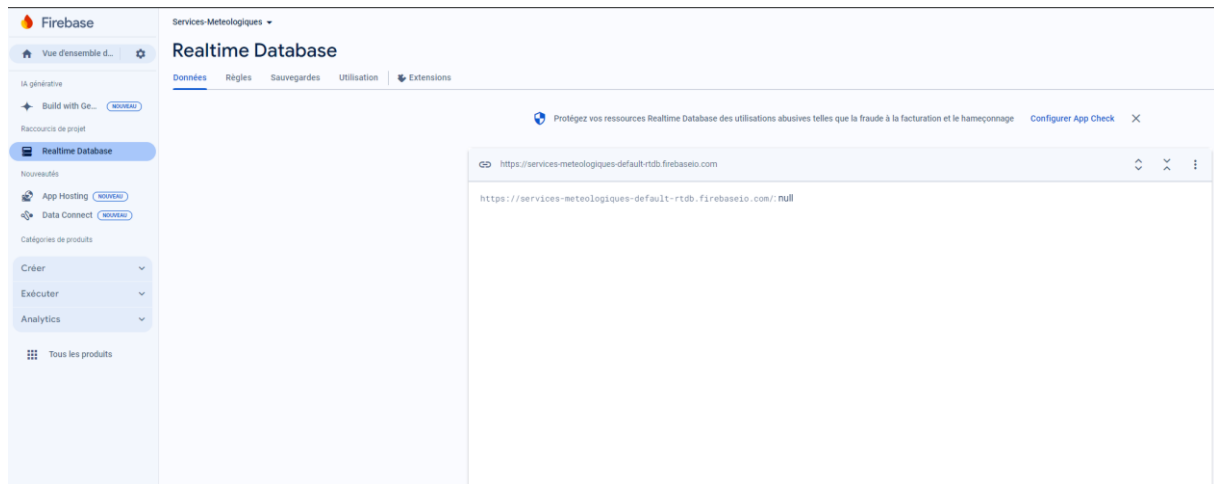 Firebase
Vue d'ensemble d...
IA générative
Build with Ge... NOUVEAU
Raccourcis de projet
Realtime Database
Nouveautés
App Hosting NOUVEAU
Data Connect NOUVEAU
Catégories de produits
Créer
Exécuter
Analytics
Tous les produits
Services-Meteologiques
Realtime Database
Données Règles Sauvegardes Utilisation Extensions
Protégez vos ressources Realtime Database des utilisations abusives telles que la fraude à la facturation et le hameçonnage Configurer App Check
https://services-meteologiques-default-rtdb.firebaseio.com
https://services-meteologiques-default-rtdb.firebaseio.com/: null